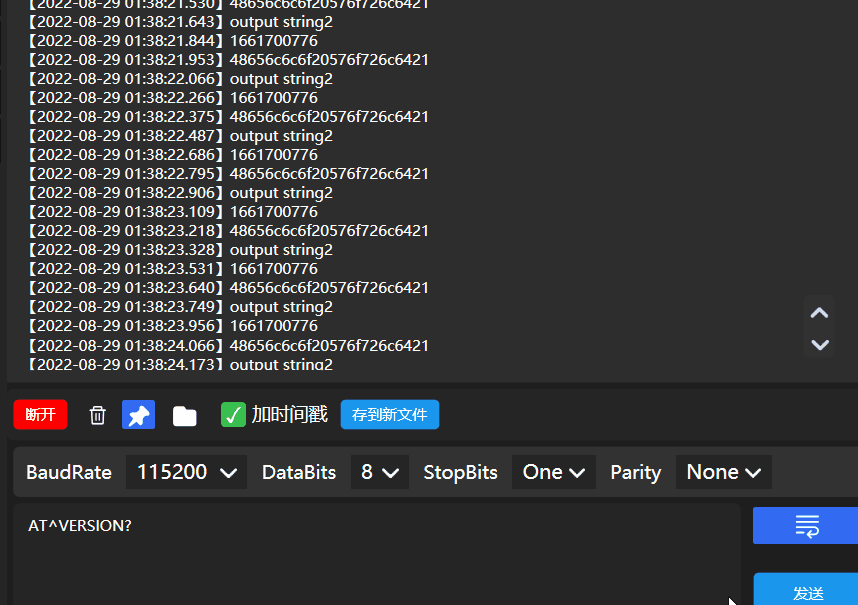 【2022-08-29 01:38:21.530】48656c6c6f20576f726c6421
【2022-08-29 01:38:21.643】output string2
【2022-08-29 01:38:21.844】1661700776
【2022-08-29 01:38:21.953】48656c6c6f20576f726c6421
【2022-08-29 01:38:22.066】output string2
【2022-08-29 01:38:22.266】1661700776
【2022-08-29 01:38:22.375】48656c6c6f20576f726c6421
【2022-08-29 01:38:22.487】output string2
【2022-08-29 01:38:22.686】1661700776
【2022-08-29 01:38:22.795】48656c6c6f20576f726c6421
【2022-08-29 01:38:22.906】output string2
【2022-08-29 01:38:23.109】1661700776
【2022-08-29 01:38:23.218】48656c6c6f20576f726c6421
【2022-08-29 01:38:23.328】output string2
【2022-08-29 01:38:23.531】1661700776
【2022-08-29 01:38:23.640】48656c6c6f20576f726c6421
【2022-08-29 01:38:23.749】output string2
【2022-08-29 01:38:23.956】1661700776
【2022-08-29 01:38:24.066】48656c6c6f20576f726c6421
【2022-08-29 01:38:24.173】output string2
断开 加时间戳 存到新文件
BaudRate 115200 DataBits 8 StopBits One Parity None
AT^VERSION?
发送